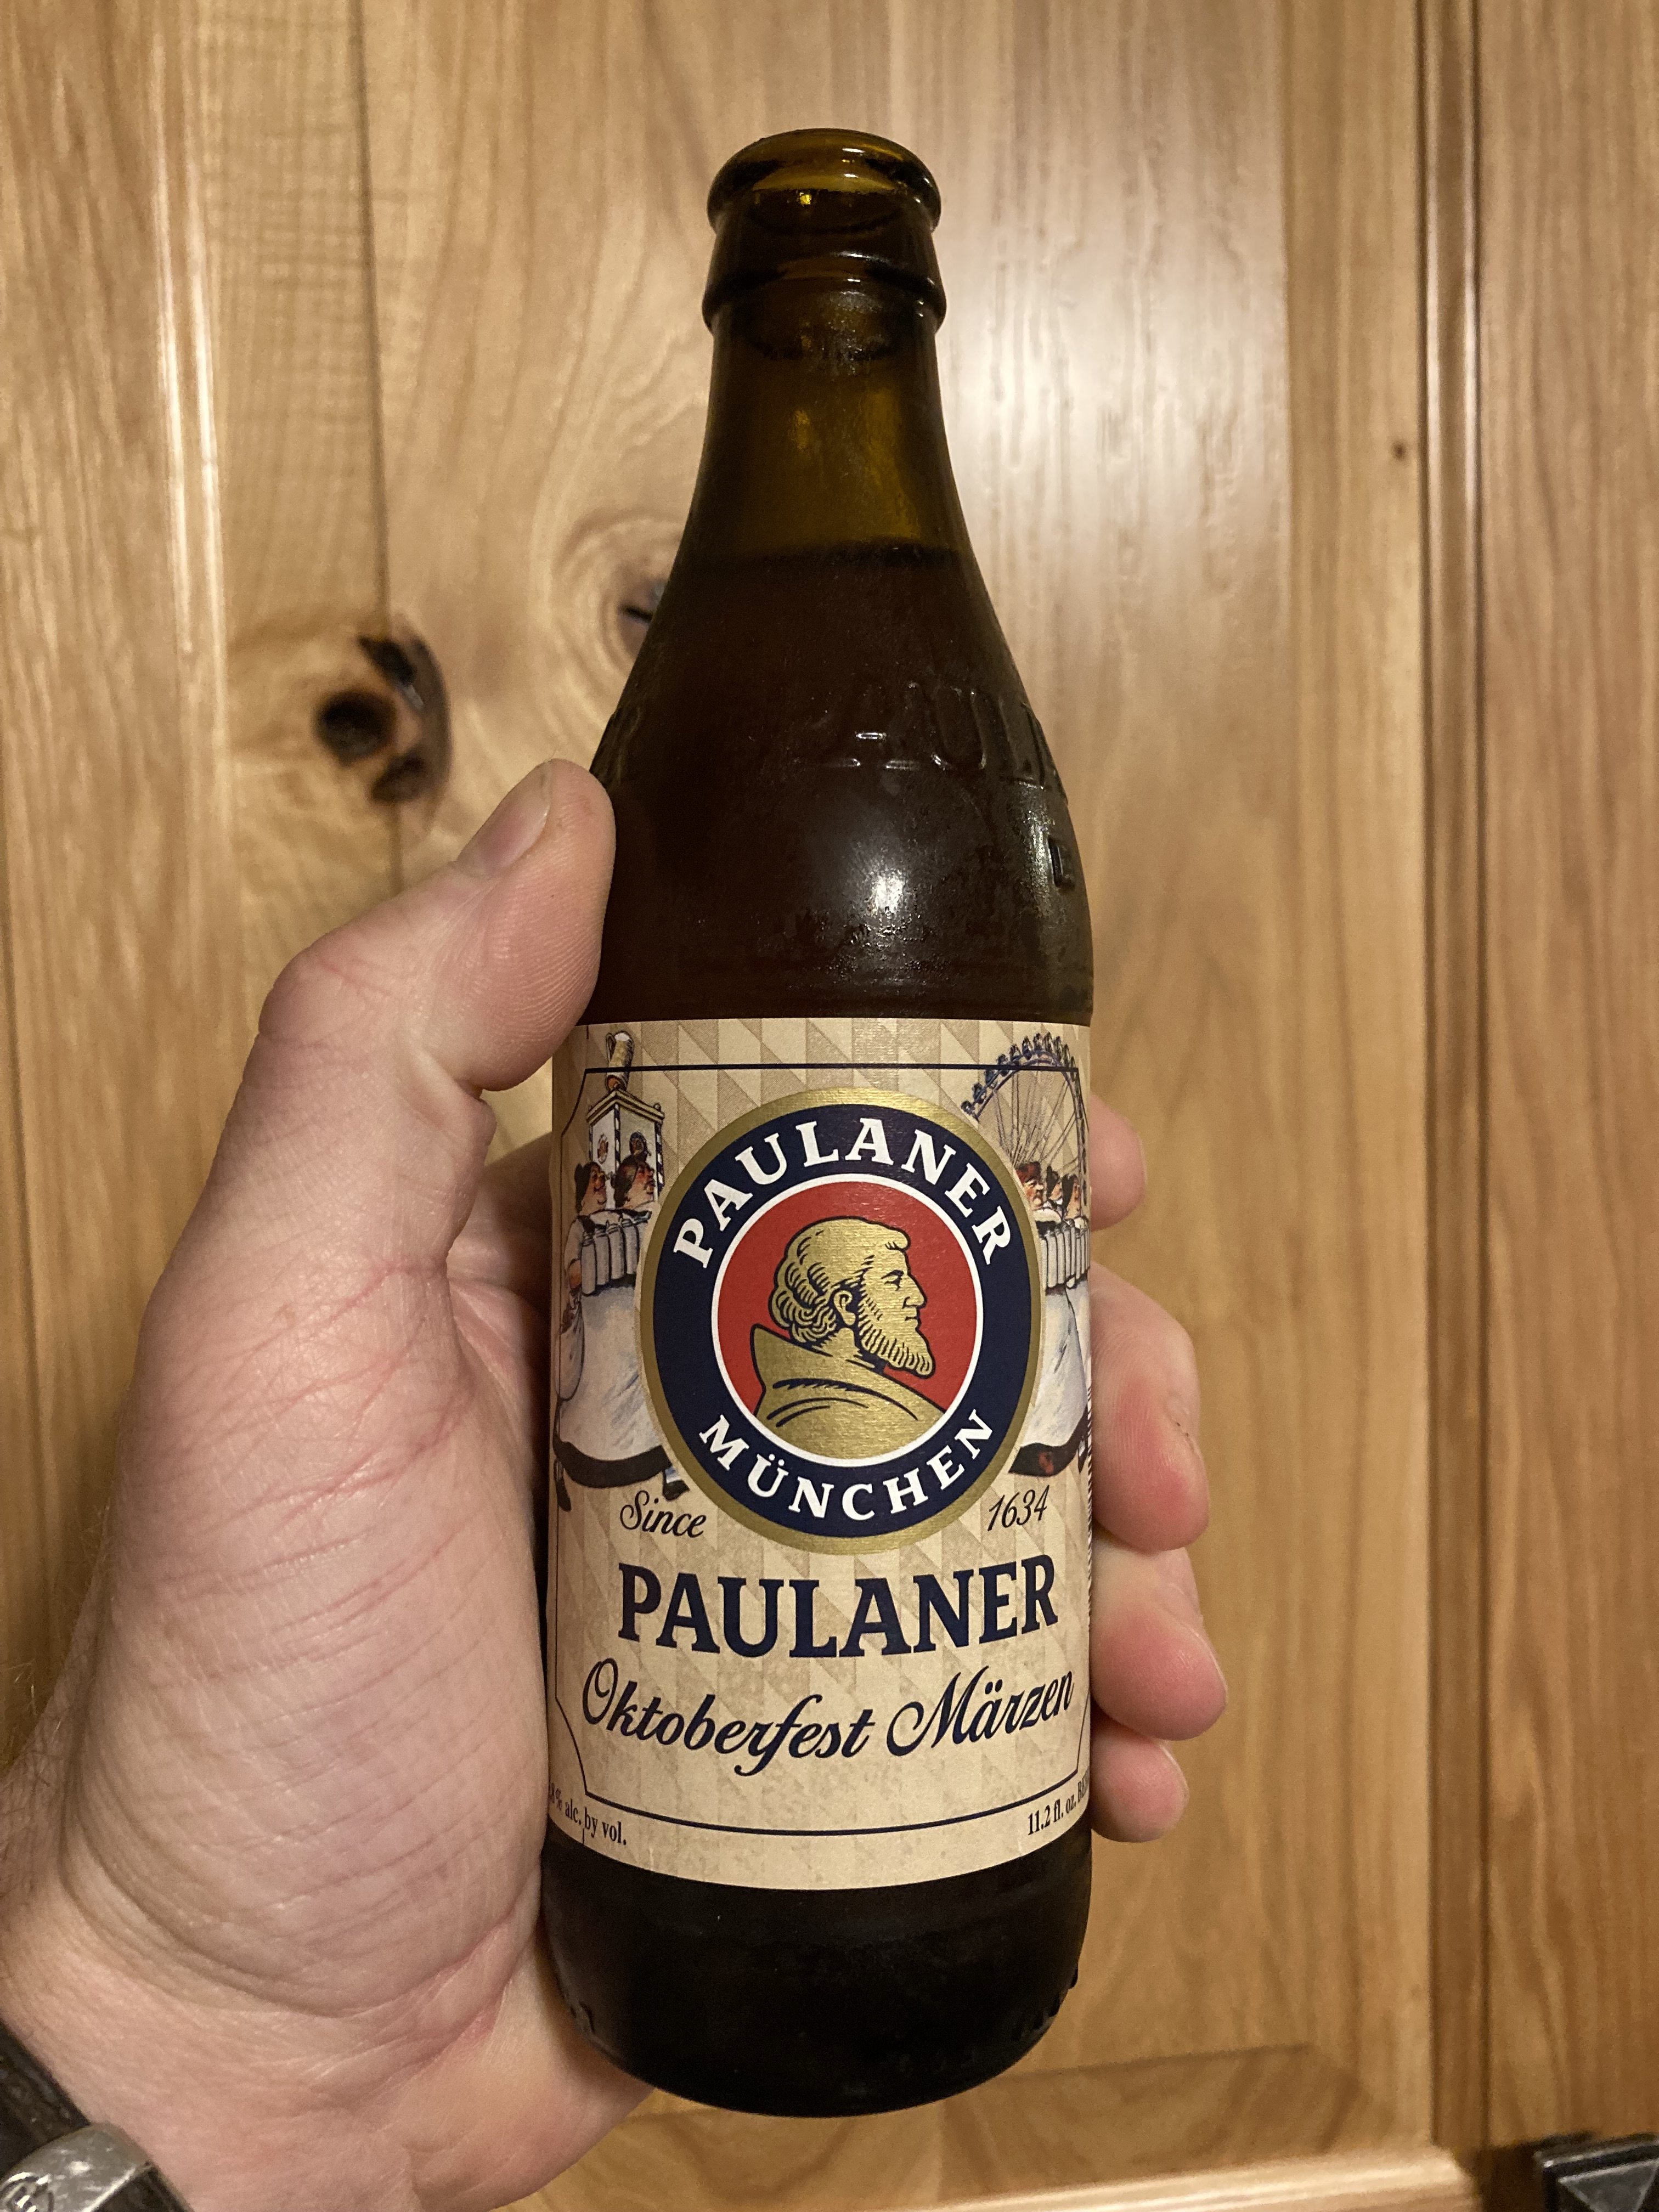 PAULANER
MÜNCHEN
Since 1634
PAULANER
Oktoberfest Märzen
% alc. by vol.
11.2 fl. oz.